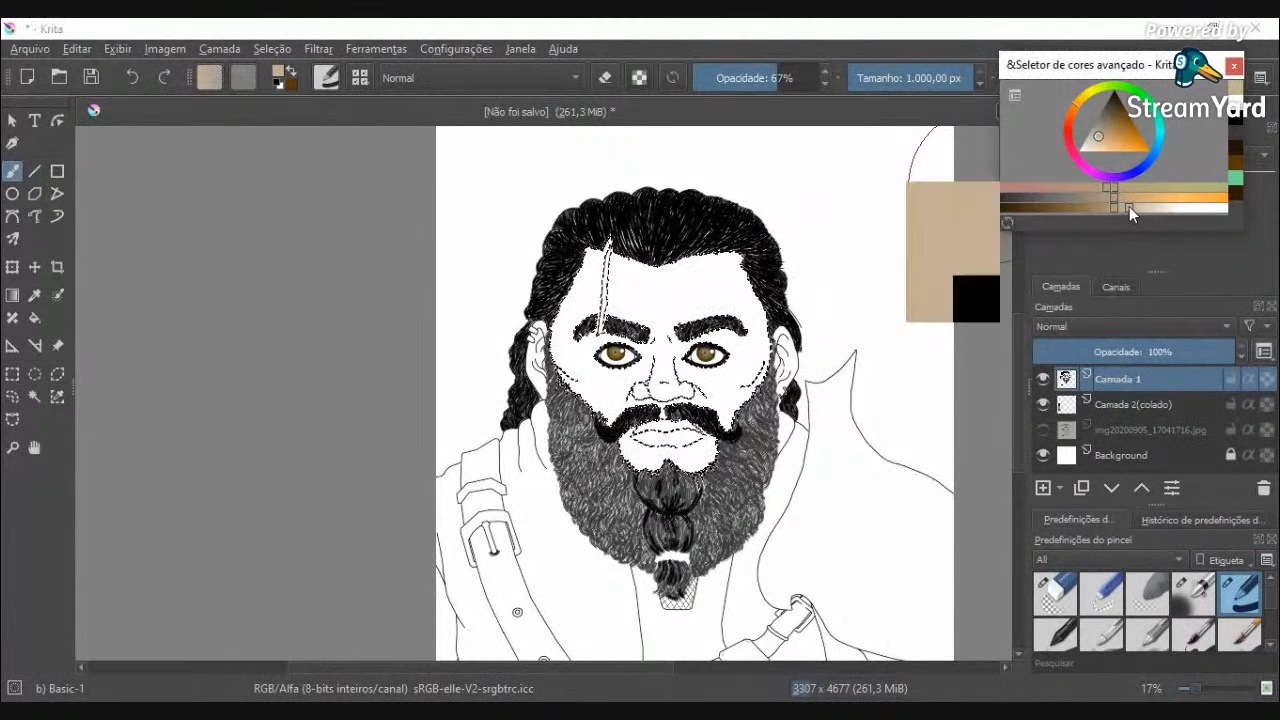 * - Krita
Powered by
Arquivo Editar Exibir Imagem Camada Seleção Filtrar Ferramentas Configurações Janela Ajuda
&Seletor de cores avançado - Krita
StreamYard
Normal
Opacidade: 67%
Tamanho: 1.000,00 px
[Não foi salvo] (261,3 MiB) *
Camadas Canais
Camadas
Normal
Opacidade: 100%
Camada 1
Camada 2(colado)
img20200905_17041716.jpg
Background
Predefinições d... Histórico de predefinições d...
Predefinições do pincel
All
Etiqueta
Pesquisar
b) Basic-1
RGB/Alfa (8-bits inteiros/canal) sRGB-elle-V2-srgbtrc.icc
3307 x 4677 (261,3 MiB)
17%